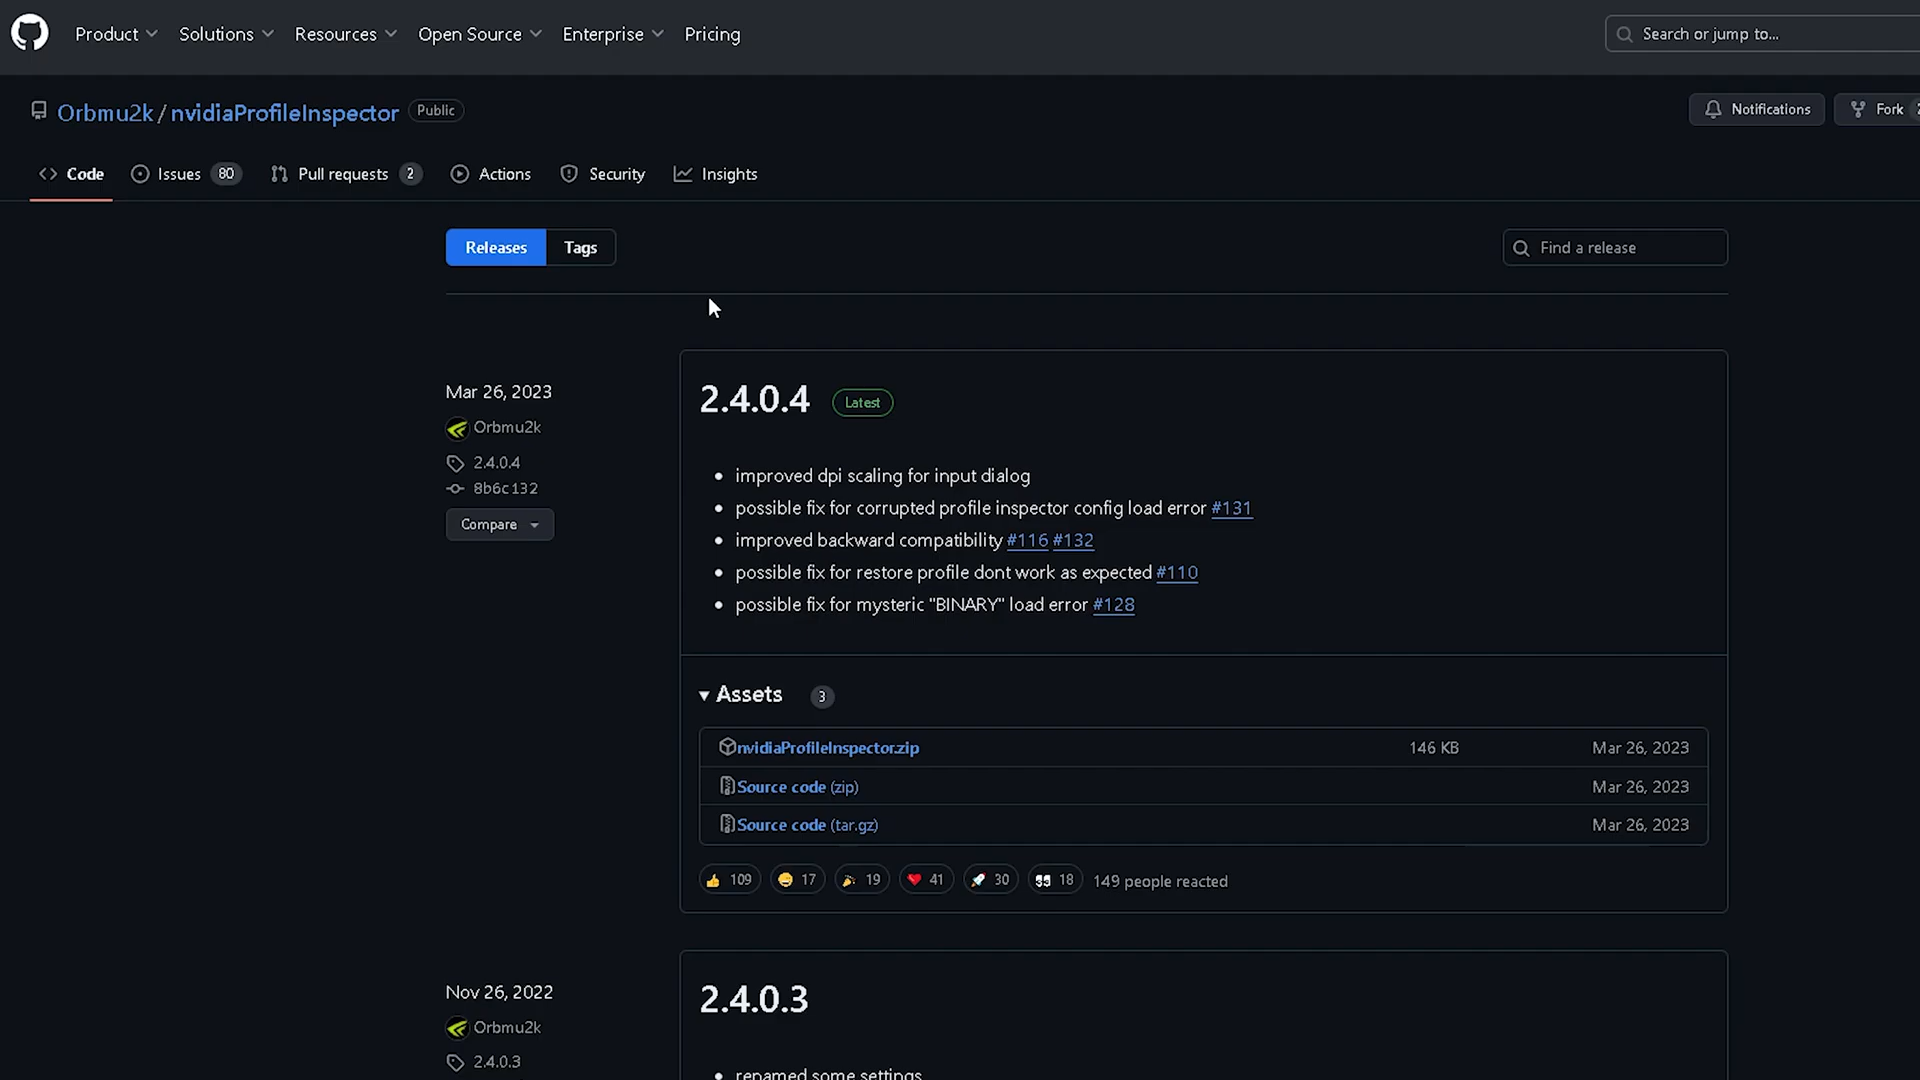 Product Solutions Resources Open Source Enterprise Pricing Search or jump to...
Orbmu2k / nvidiaProfileInspector Public Notifications Fork
Code Issues 80 Pull requests 2 Actions Security Insights
Releases Tags Find a release
Mar 26, 2023
Orbmu2k
2.4.0.4
8b6c132
Compare
2.4.0.4 Latest
improved dpi scaling for input dialog
possible fix for corrupted profile inspector config load error #131
improved backward compatibility #116 #132
possible fix for restore profile dont work as expected #110
possible fix for mysteric "BINARY" load error #128
Assets 3
nvidiaProfileInspector.zip 146 KB Mar 26, 2023
Source code (zip) Mar 26, 2023
Source code (tar.gz) Mar 26, 2023
109 17 19 41 30 18 149 people reacted
Nov 26, 2022
Orbmu2k
2.4.0.3
2.4.0.3
renamed some settings